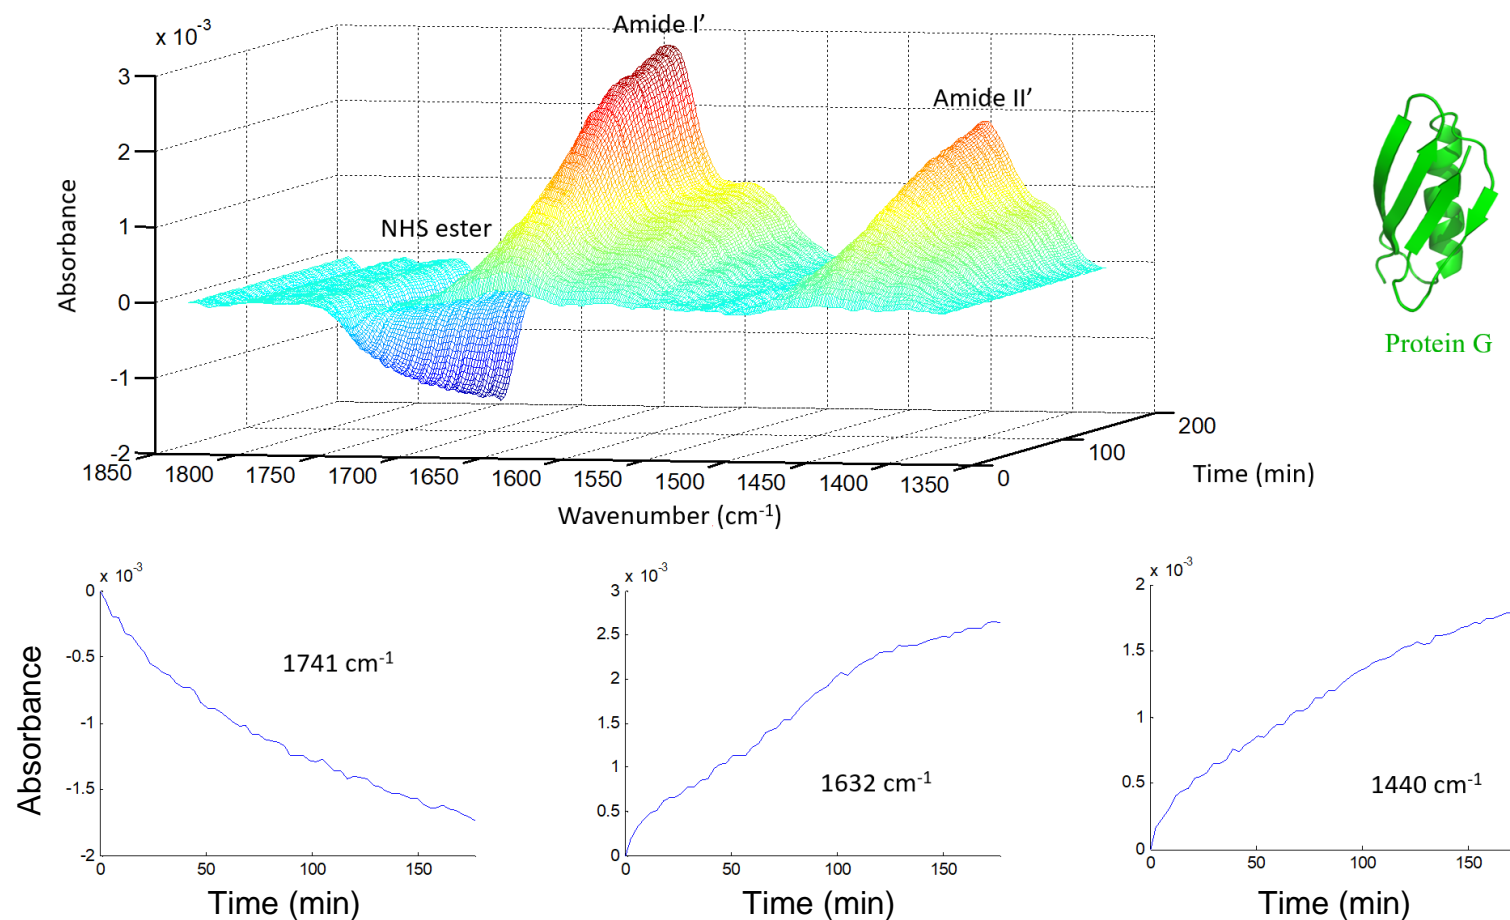 Amide I’
x 10-3
3
Amide II’
2
NHS ester
1
Absorbance
0
Protein G
-1
-2
1850
1800
1750
1700
1650
1600
1550
1500
1450
1400
1350
0
100
200
Time (min)
Wavenumber (cm-1)
x 10-3
0
-0.5
-1
-1.5
-2
0
50
100
150
1741 cm-1
Absorbance
Time (min)
x 10-3
3
2.5
2
1.5
1
0.5
0
0
50
100
150
1632 cm-1
Time (min)
x 10-3
2
1.5
1
0.5
0
0
50
100
150
1440 cm-1
Time (min)